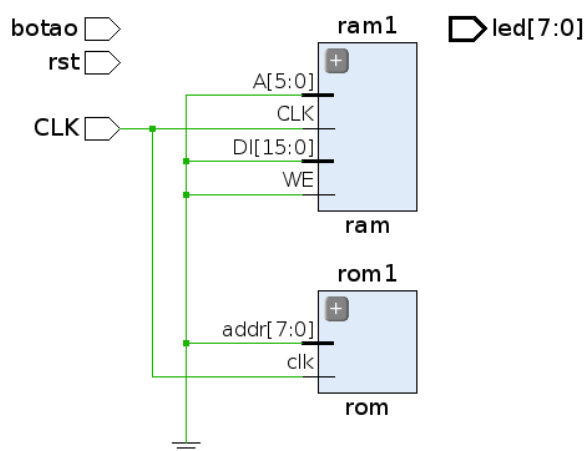 botao
rst
CLK
ram1
A[5:0]
CLK
DI[15:0]
WE
ram
led[7:0]
rom1
addr[7:0]
clk
rom